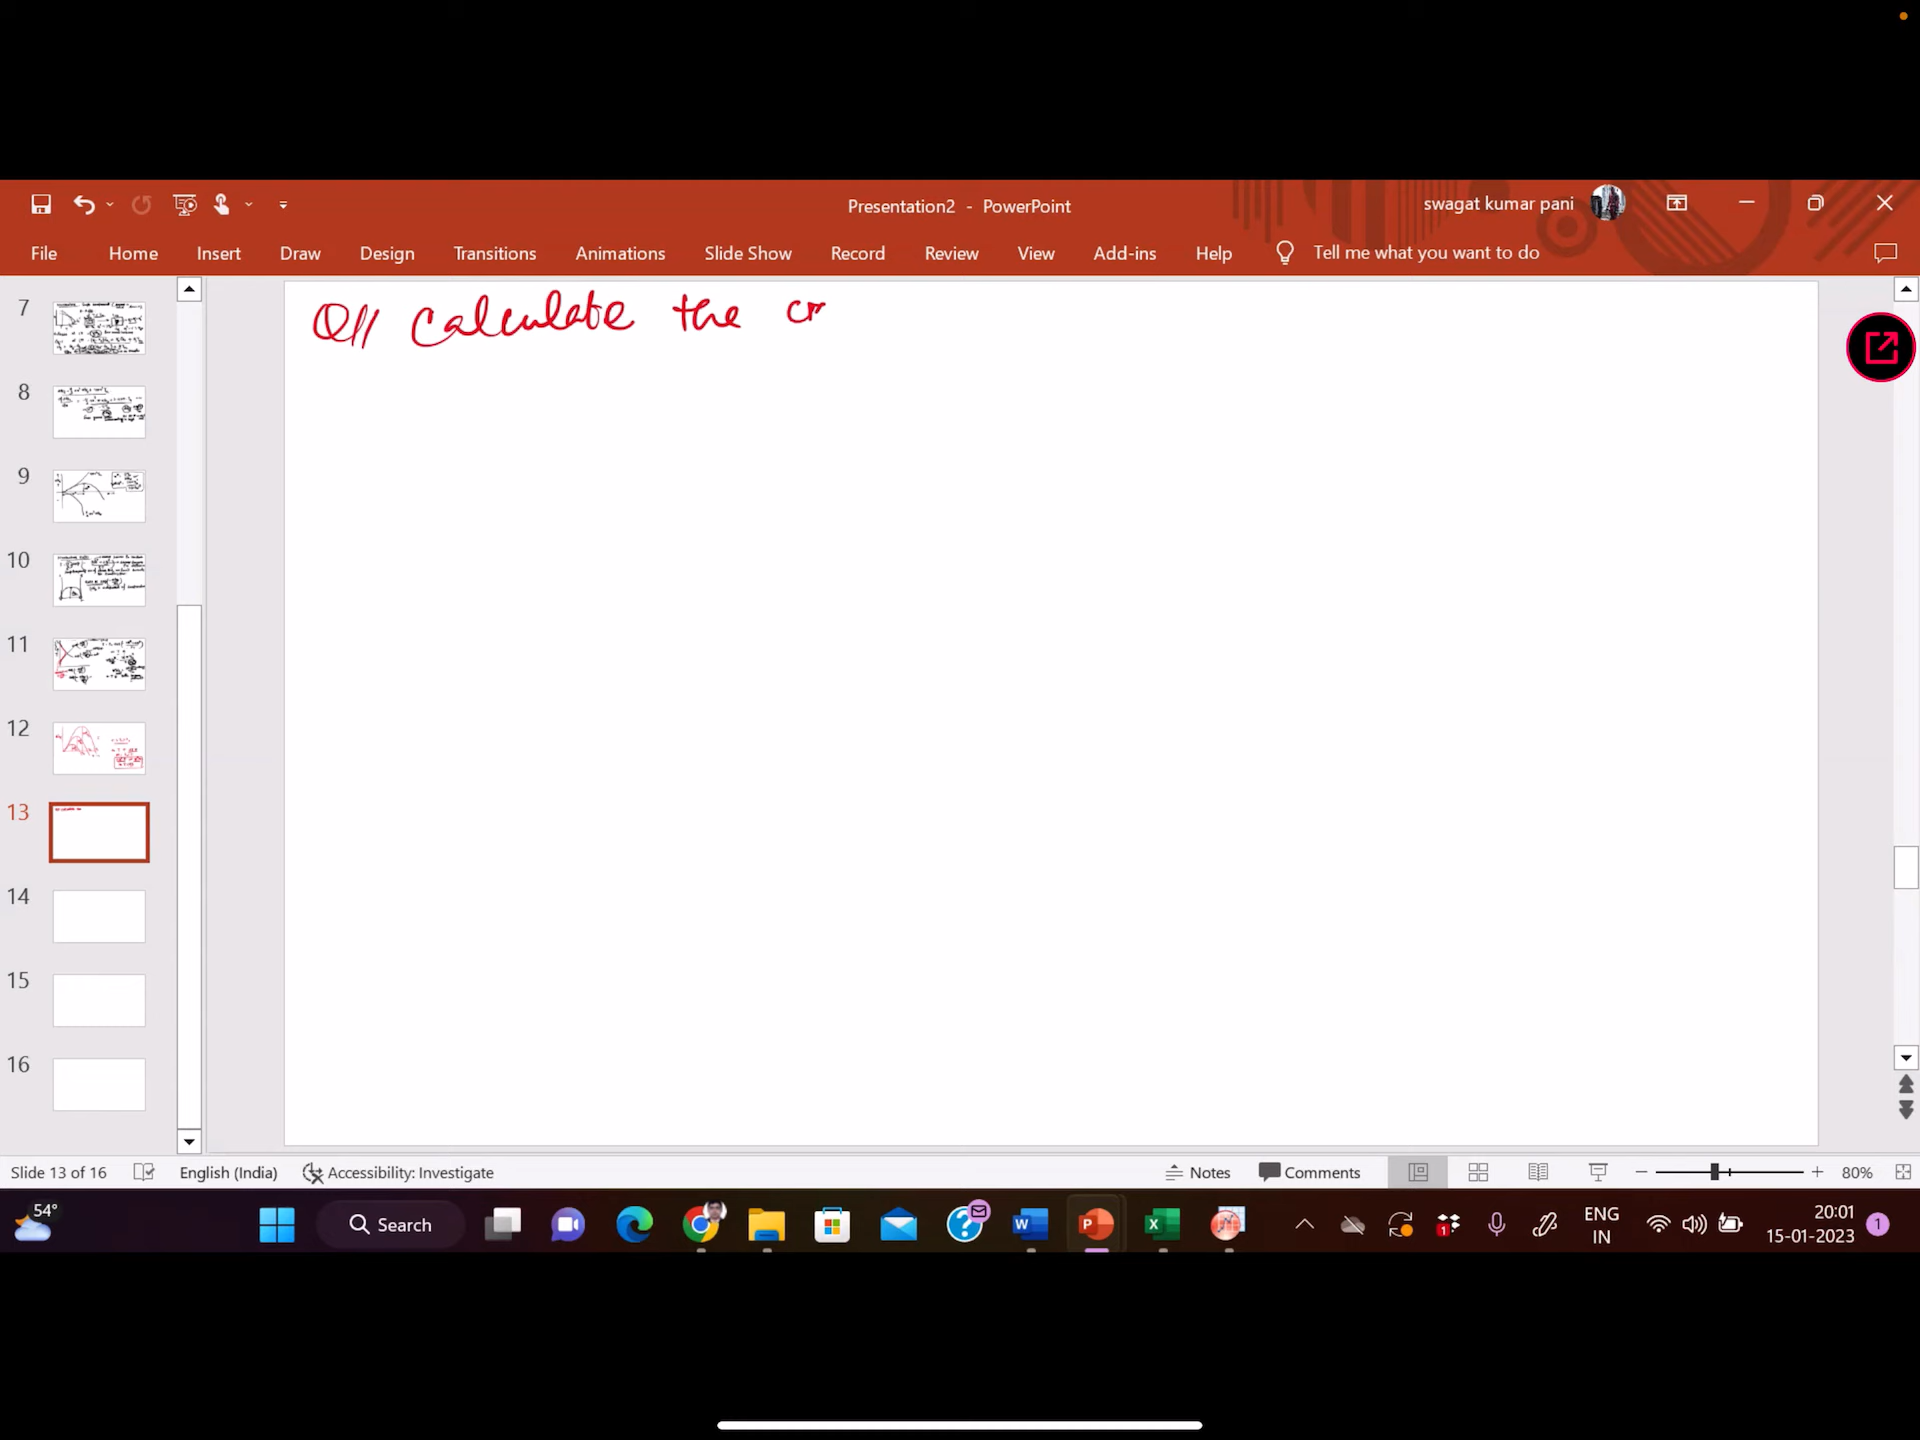 Presentation2 - PowerPoint
swagat kumar pani
File Home Insert Draw Design Transitions Animations Slide Show Record Review View Add-ins Help Tell me what you want to do
Q// Calculate the cr
7
8
9
10
11
12
13
14
15
16
Slide 13 of 16 English (India) Accessibility: Investigate Notes Comments 80%
54° Search ENG IN 20:01 15-01-2023 1